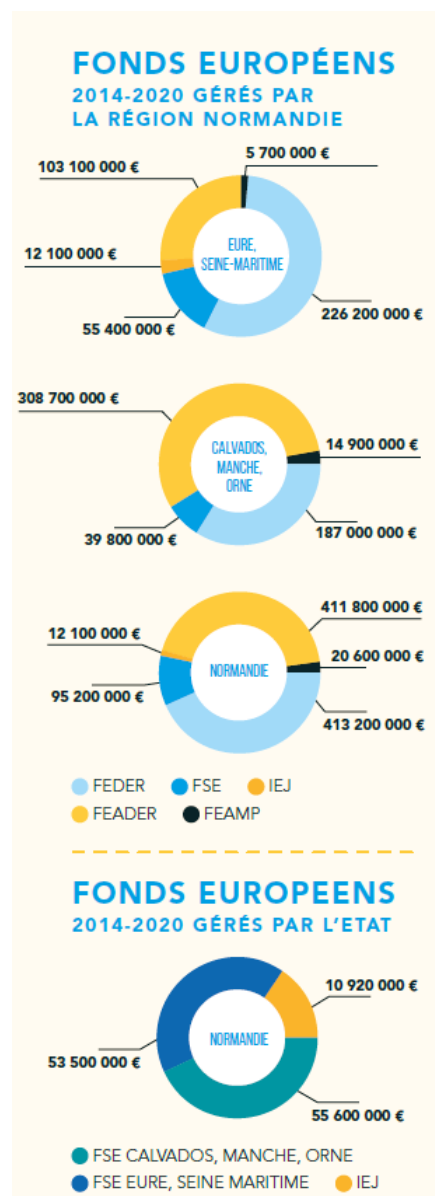 FONDS EUROPÉENS
2014-2020 GÉRÉS PAR
LA RÉGION NORMANDIE
5 700 000 €
103 100 000 €
12 100 000 €
EURE,
SEINE-MARITIME
226 200 000 €
55 400 000 €
308 700 000 €
14 900 000 €
CALVADOS,
MANCHE,
ORNE
187 000 000 €
39 800 000 €
411 800 000 €
12 100 000 €
20 600 000 €
NORMANDIE
95 200 000 €
413 200 000 €
FEDER FSE IEJ
FEADER FEAMP
FONDS EUROPEENS
2014-2020 GÉRÉS PAR L'ETAT
10 920 000 €
NORMANDIE
53 500 000 €
55 600 000 €
FSE CALVADOS, MANCHE, ORNE
FSE EURE, SEINE MARITIME IEJ